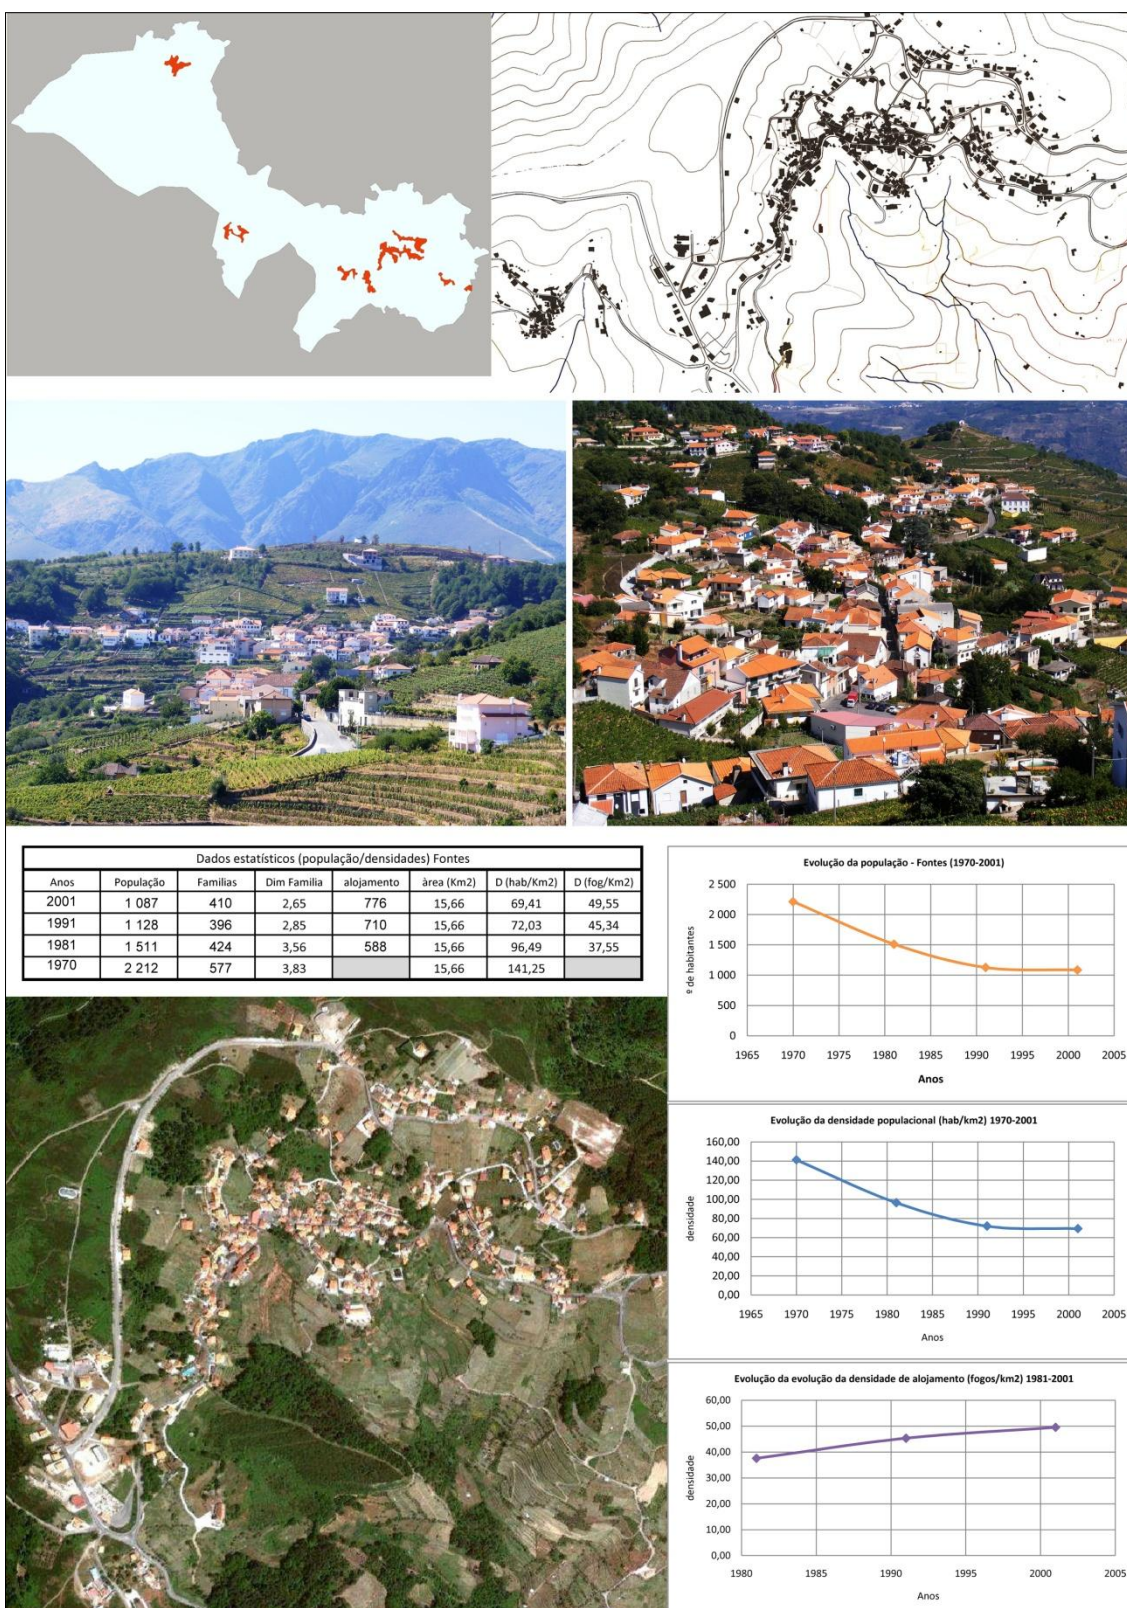 Dados estatísticos (população/densidades) Fontes
Anos População Familias Dim Familia alojamento àrea (Km2) D (hab/Km2) D (fog/Km2)
2001 1 087 410 2,65 776 15,66 69,41 49,55
1991 1 128 396 2,85 710 15,66 72,03 45,34
1981 1 511 424 3,56 588 15,66 96,49 37,55
1970 2 212 577 3,83 15,66 141,25
Evolução da população - Fontes (1970-2001)
º de habitantes
2 500
2 000
1 500
1 000
500
0
1965 1970 1975 1980 1985 1990 1995 2000 2005
Anos
Evolução da densidade populacional (hab/km2) 1970-2001
densidade
160,00
140,00
120,00
100,00
80,00
60,00
40,00
20,00
0,00
1965 1970 1975 1980 1985 1990 1995 2000 2005
Anos
Evolução da evolução da densidade de alojamento (fogos/km2) 1981-2001
densidade
60,00
50,00
40,00
30,00
20,00
10,00
0,00
1980 1985 1990 1995 2000 2005
Anos